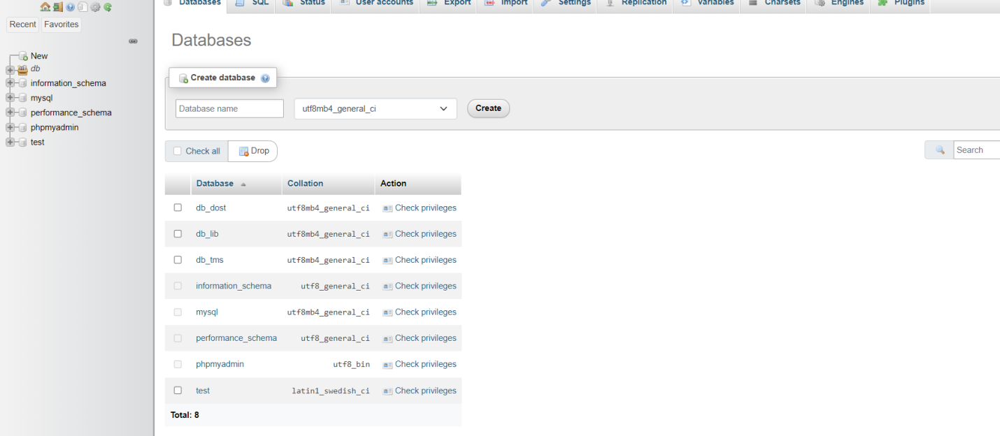 Databases SQL Status User accounts Export Import Settings Replication Variables Charsets Engines Plugins
Recent Favorites
New
db
information_schema
mysql
performance_schema
phpmyadmin
test
Databases
Create database
Database name utf8mb4_general_ci Create
Check all Drop
Search
Database Collation Action
db_dost utf8mb4_general_ci Check privileges
db_lib utf8mb4_general_ci Check privileges
db_tms utf8mb4_general_ci Check privileges
information_schema utf8_general_ci Check privileges
mysql utf8mb4_general_ci Check privileges
performance_schema utf8_general_ci Check privileges
phpmyadmin utf8_bin Check privileges
test latin1_swedish_ci Check privileges
Total: 8